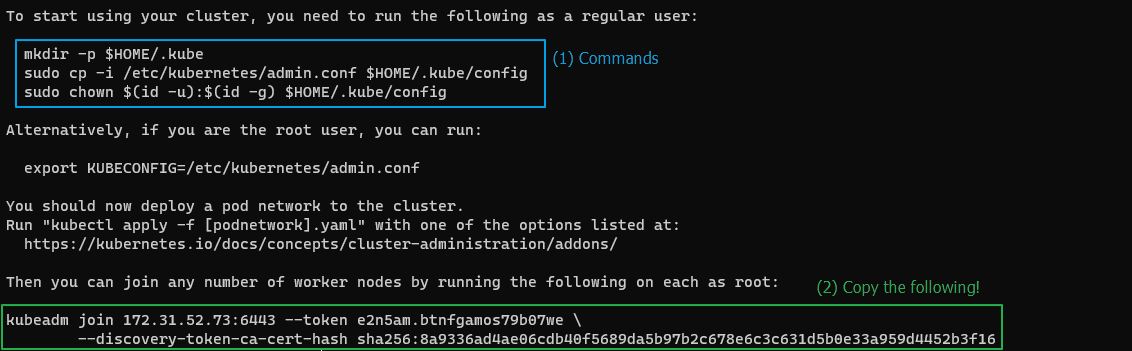 To start using your cluster, you need to run the following as a regular user:
mkdir -p $HOME/.kube
sudo cp -i /etc/kubernetes/admin.conf $HOME/.kube/config
sudo chown $(id -u):$(id -g) $HOME/.kube/config
(1) Commands
Alternatively, if you are the root user, you can run:
export KUBECONFIG=/etc/kubernetes/admin.conf
You should now deploy a pod network to the cluster.
Run "kubectl apply -f [podnetwork].yaml" with one of the options listed at:
https://kubernetes.io/docs/concepts/cluster-administration/addons/
Then you can join any number of worker nodes by running the following on each as root:
(2) Copy the following!
kubeadm join 172.31.52.73:6443 --token e2n5am.btnfgamos79b07we \
--discovery-token-ca-cert-hash sha256:8a9336ad4ae06cdb40f5689da5b97b2c678e6c3c631d5b0e33a959d4452b3f16